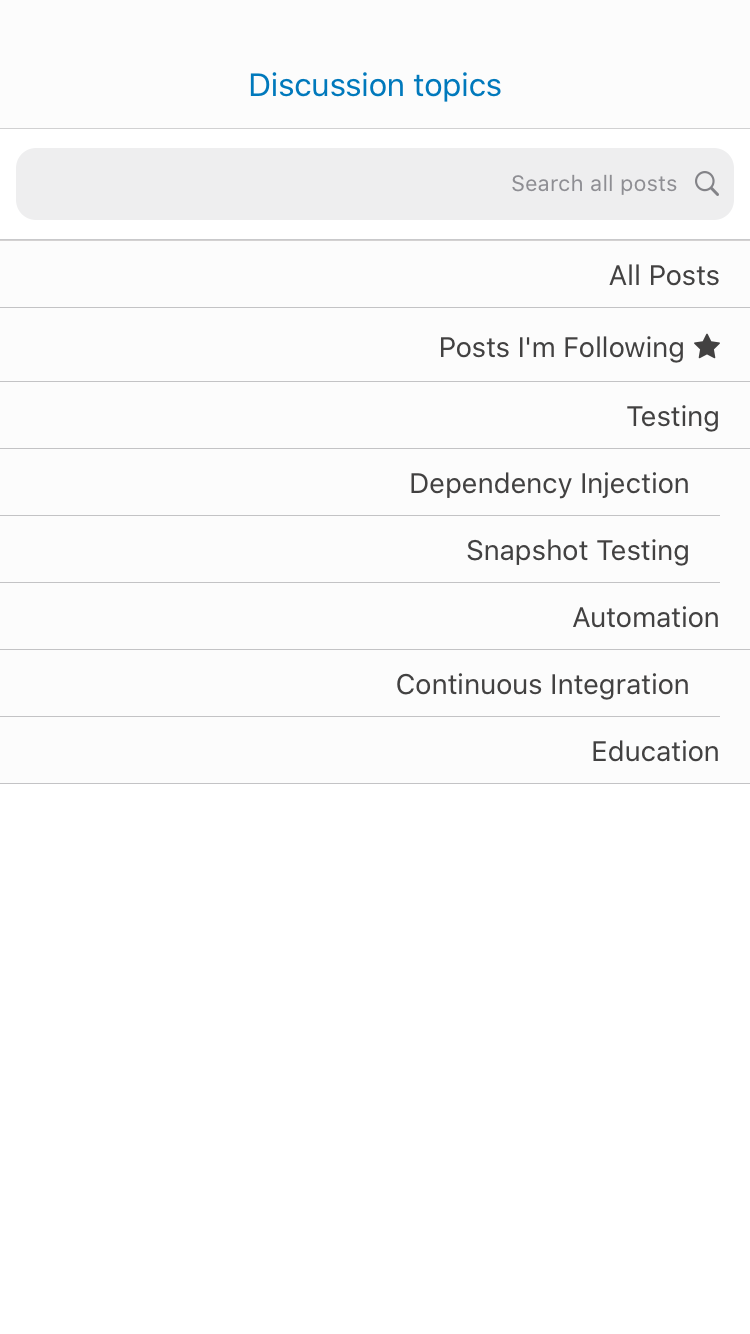 Discussion topics
Search all posts
All Posts
Posts I'm Following
Testing
Dependency Injection
Snapshot Testing
Automation
Continuous Integration
Education